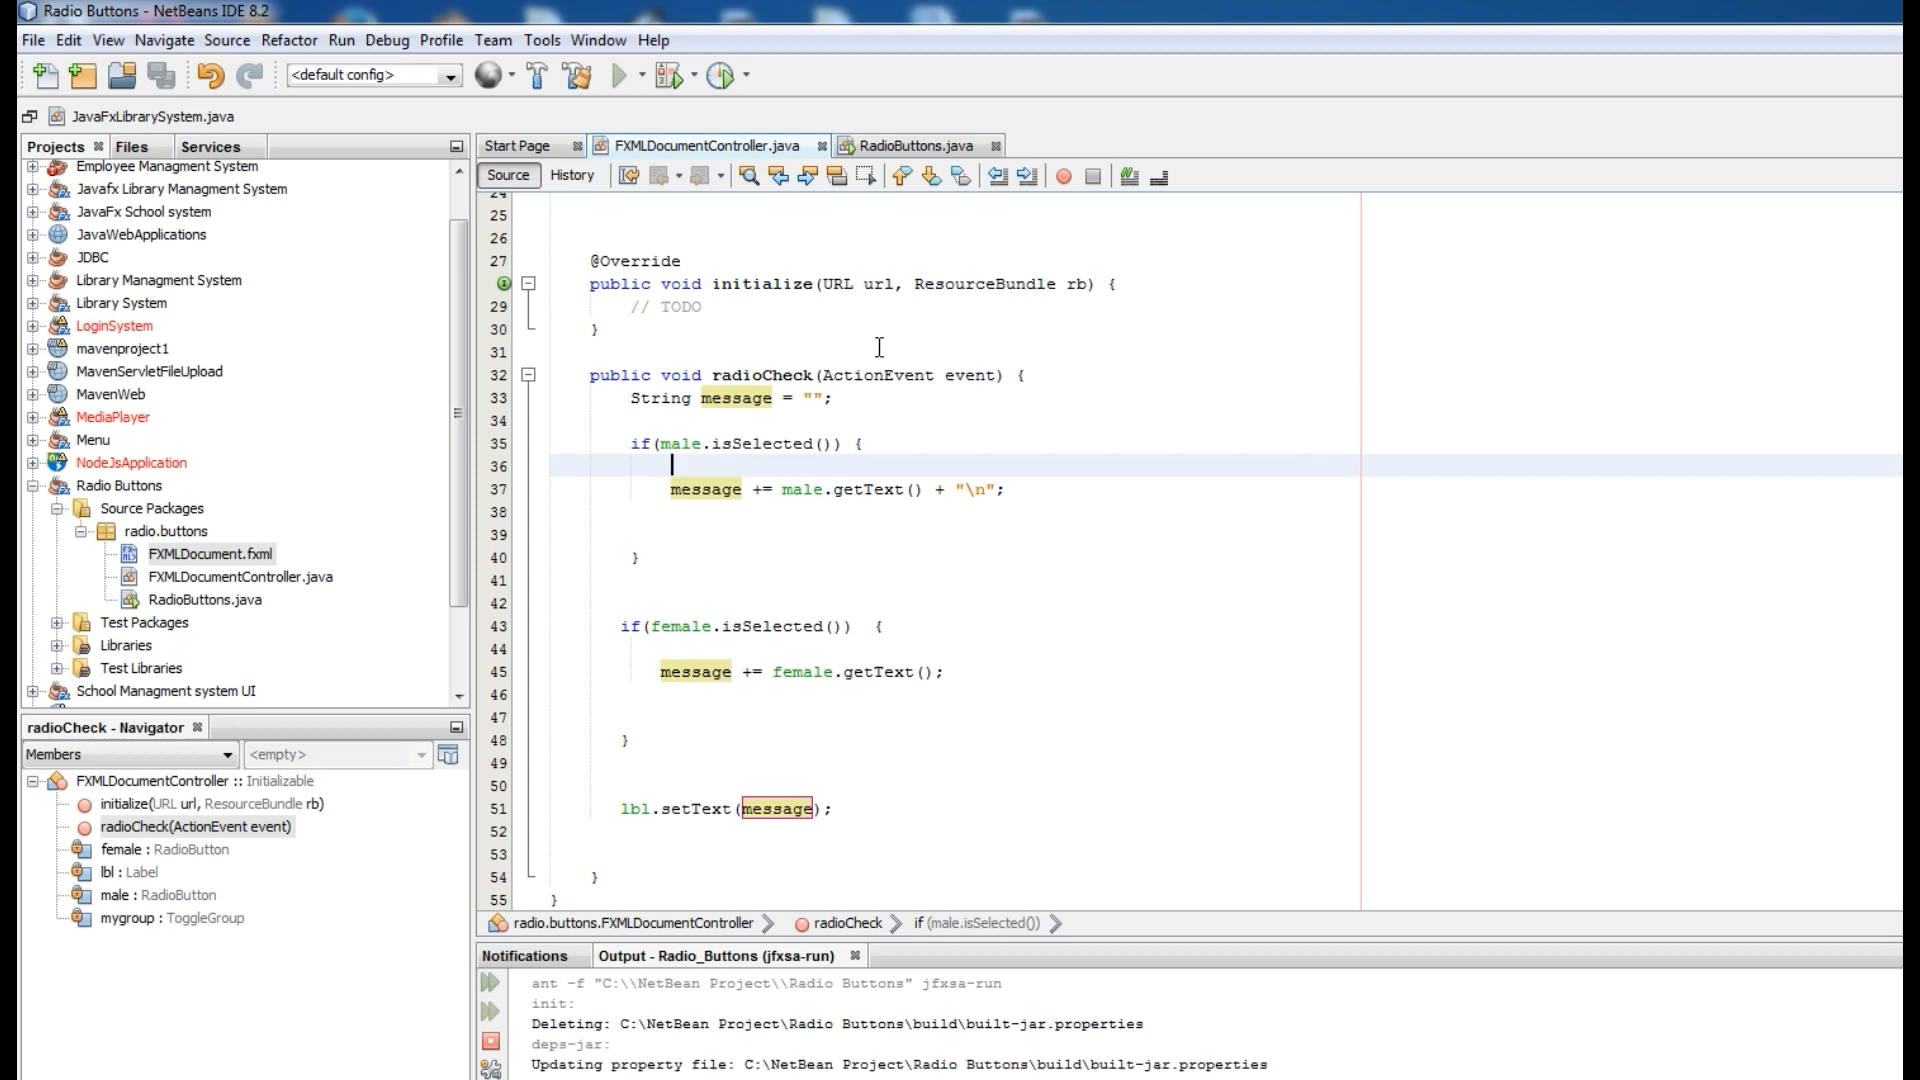 Radio Buttons - NetBeans IDE 8.2
File Edit View Navigate Source Refactor Run Debug Profile Team Tools Window Help
<default config>
JavaFxLibrarySystem.java
Projects Files Services
Employee Managment System
Javafx Library Managment System
JavaFx School system
JavaWebApplications
JDBC
Library Managment System
Library System
LoginSystem
mavenproject1
MavenServletFileUpload
MavenWeb
MediaPlayer
Menu
NodeJsApplication
Radio Buttons
Source Packages
radio.buttons
FXMLDocument.fxml
FXMLDocumentController.java
RadioButtons.java
Test Packages
Libraries
Test Libraries
School Managment system UI
radioCheck - Navigator
Members <empty>
FXMLDocumentController :: Initializable
initialize(URL url, ResourceBundle rb)
radioCheck(ActionEvent event)
female : RadioButton
lbl : Label
male : RadioButton
mygroup : ToggleGroup
Start Page FXMLDocumentController.java RadioButtons.java
Source History
24
25
26
27 @Override
public void initialize(URL url, ResourceBundle rb) {
29 // TODO
30 }
31
32 public void radioCheck(ActionEvent event) {
33 String message = "";
34
35 if(male.isSelected()) {
36
37 message += male.getText() + "\n";
38
39
40 }
41
42
43 if(female.isSelected()) {
44
45 message += female.getText();
46
47
48 }
49
50
51 lbl.setText(message);
52
53
54 }
55 }
radio.buttons.FXMLDocumentController radioCheck if (male.isSelected())
Notifications Output - Radio_Buttons (jfxsa-run)
ant -f "C:\\NetBean Project\\Radio Buttons" jfxsa-run
init:
Deleting: C:\NetBean Project\Radio Buttons\build\built-jar.properties
deps-jar:
Updating property file: C:\NetBean Project\Radio Buttons\build\built-jar.properties